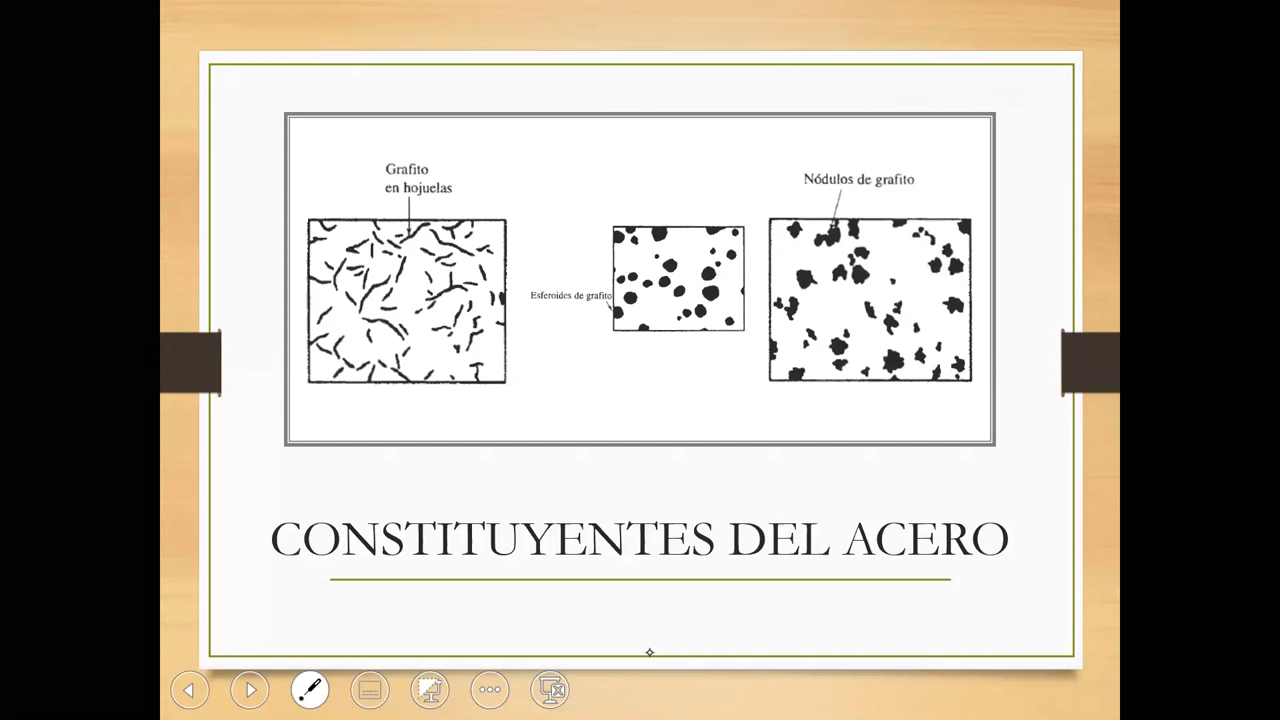 Grafito
en hojuelas
Esferoides de grafito
Nódulos de grafito
CONSTITUYENTES DEL ACERO